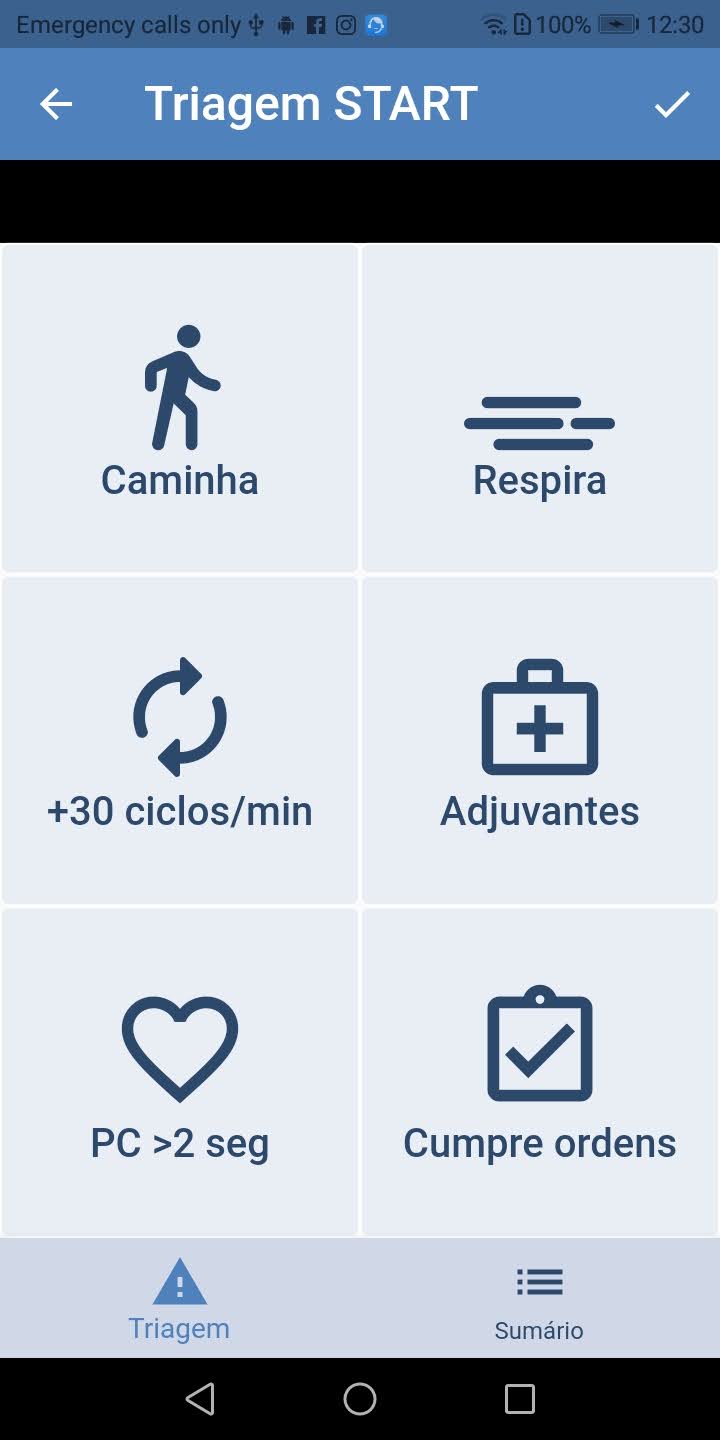 Emergency calls only 100% 12:30
Triagem START
Caminha
Respira
+30 ciclos/min
Adjuvantes
PC >2 seg
Cumpre ordens
Triagem
Sumário